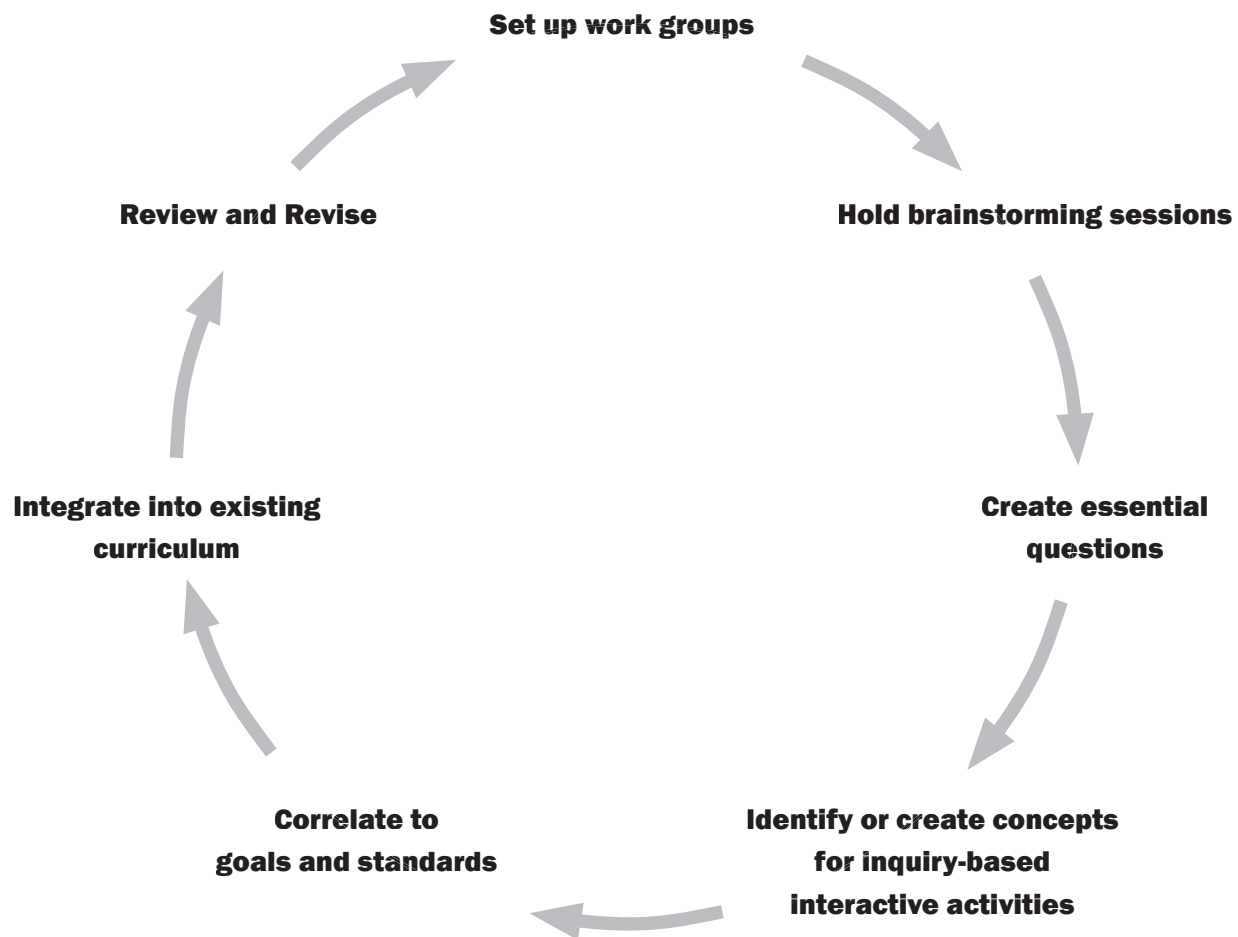 Set up work groups
Hold brainstorming sessions
Create essential
questions
Identify or create concepts
for inquiry-based
interactive activities
Correlate to
goals and standards
Integrate into existing
curriculum
Review and Revise